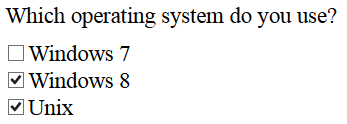 Which operating system do you use?
Windows 7
Windows 8
Unix